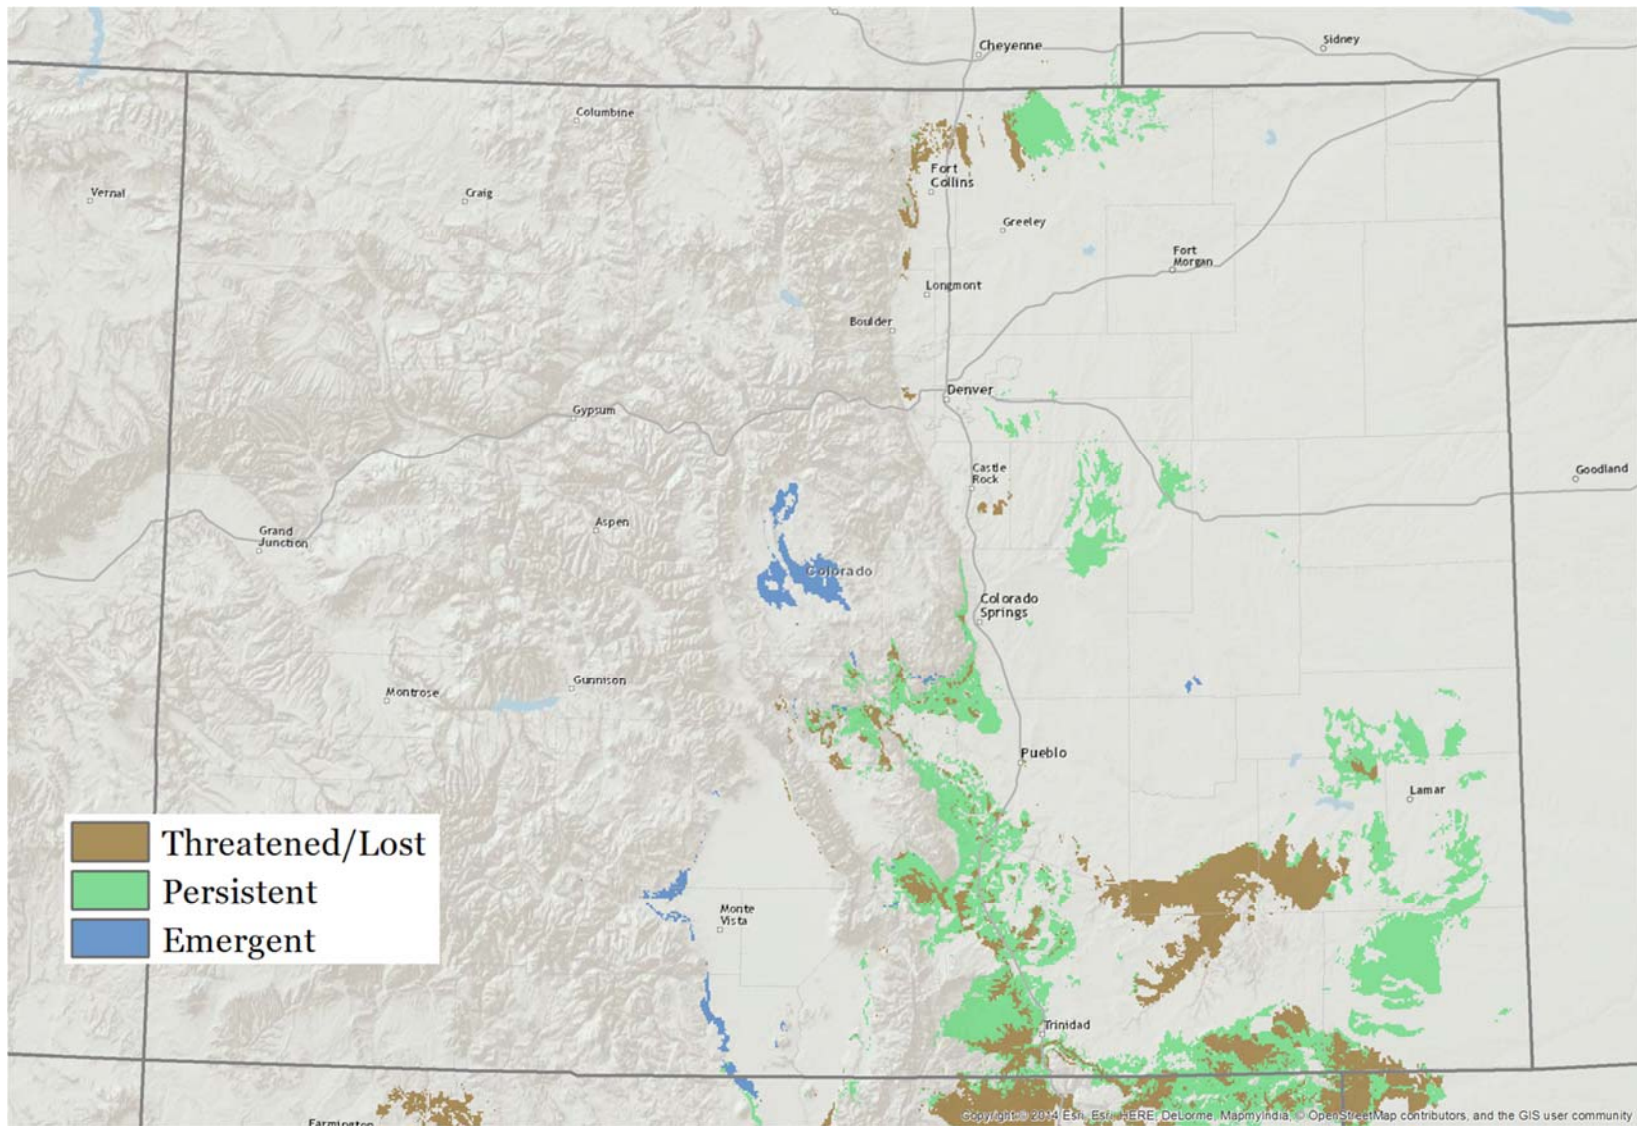 Cheyenne
Sidney
Columbine
Vernal
Craig
Fort
Collins
Greeley
Fort
Morgan
Longmont
Boulder
Denver
Gypsum
Castle
Rock
Goodland
Grand
Junction
Aspen
Colorado
Colorado
Springs
Gunnison
Montrose
Pueblo
Lamar
Threatened/Lost
Persistent
Emergent
Monte
Vista
Trinidad
Farmington
Copyright:© 2014 Esri, Esri, HERE, DeLorme, MapmyIndia, © OpenStreetMap contributors, and the GIS user community